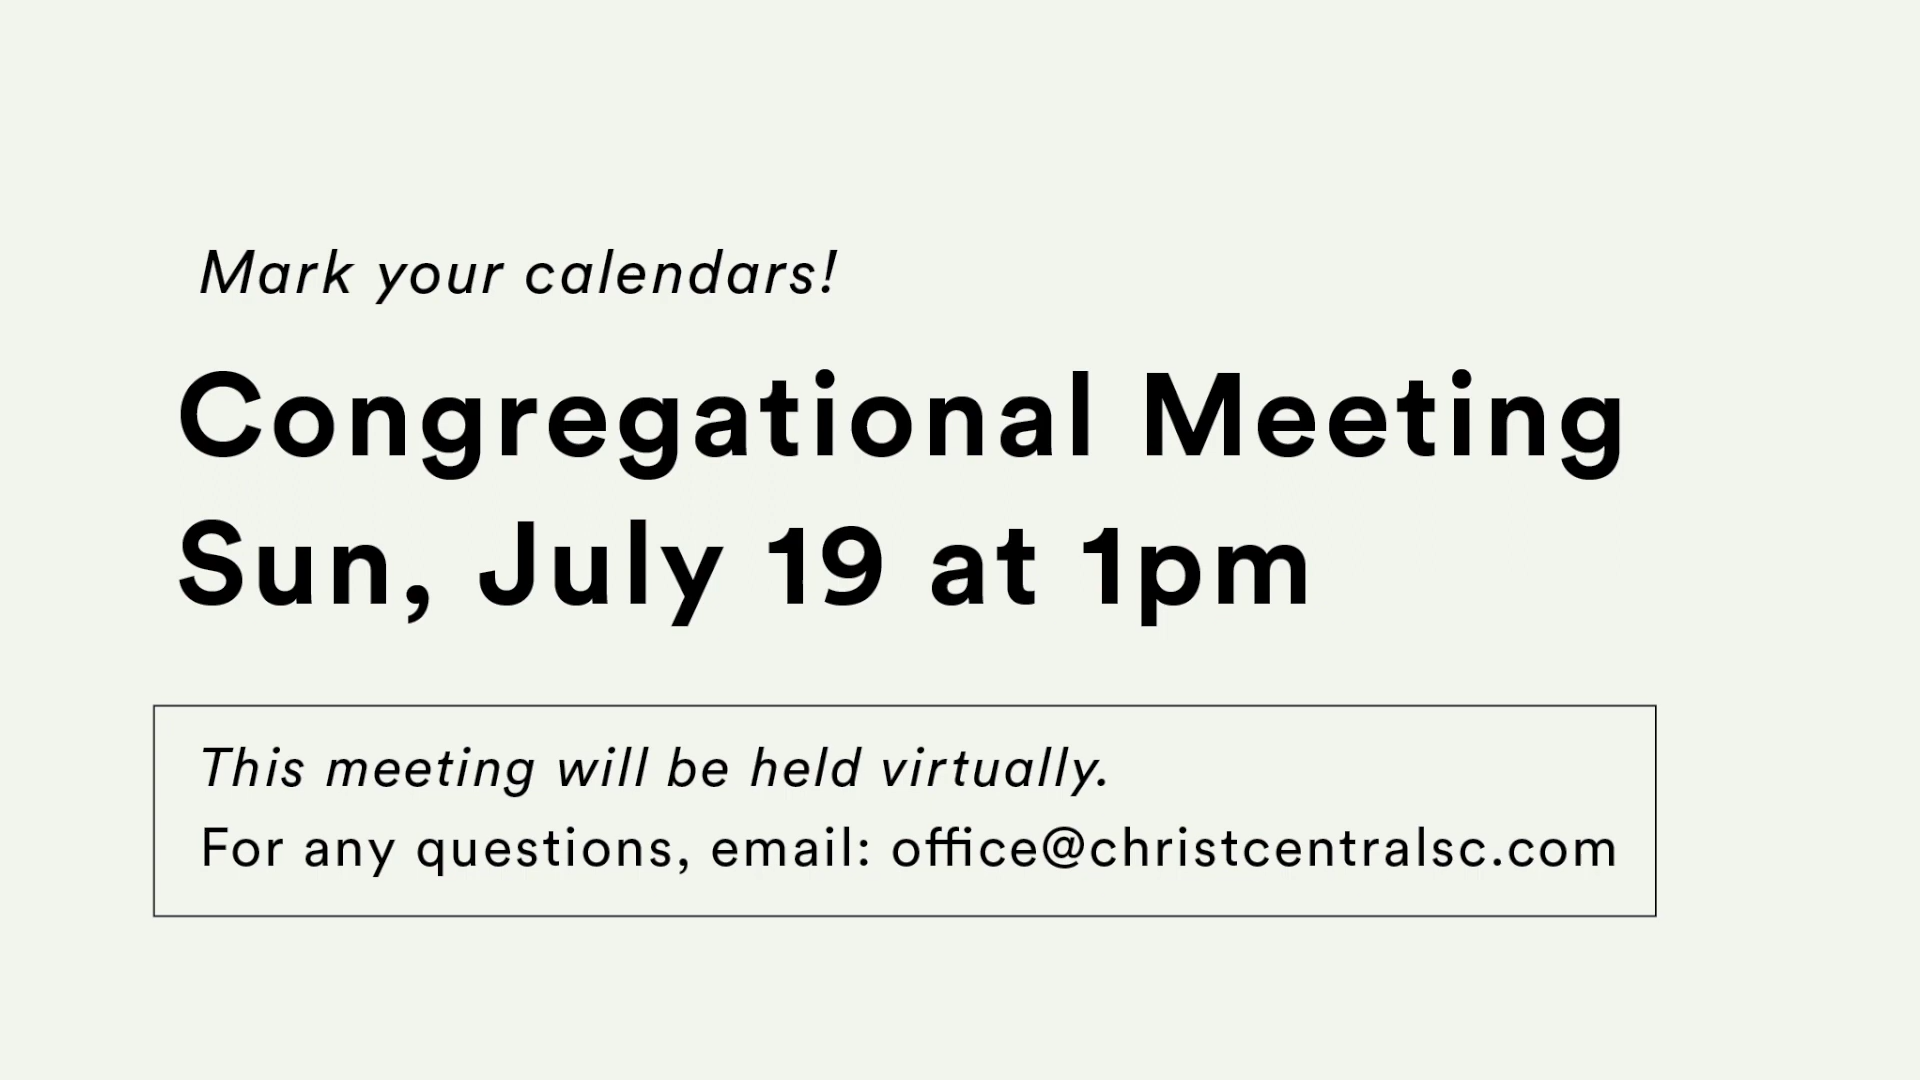 Mark your calendars!
Congregational Meeting
Sun, July 19 at 1pm
This meeting will be held virtually.
For any questions, email: office@christcentralsc.com